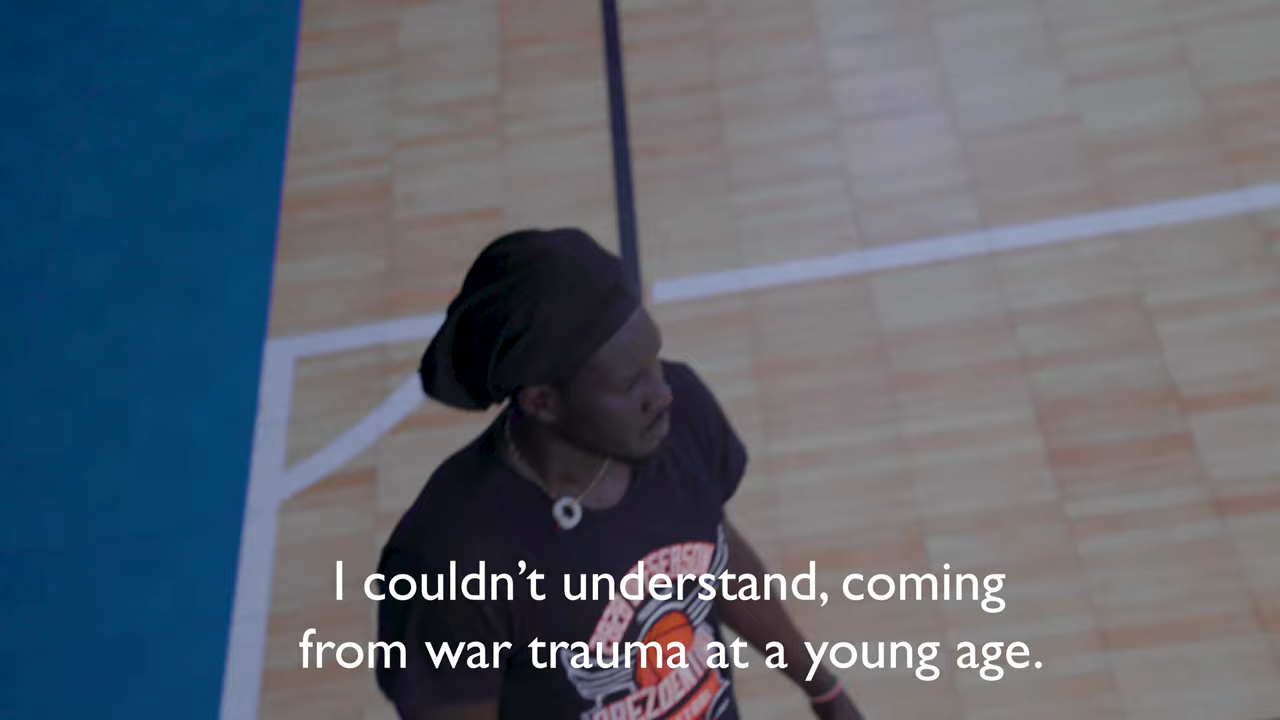 I couldn’t understand, coming
from war trauma at a young age.